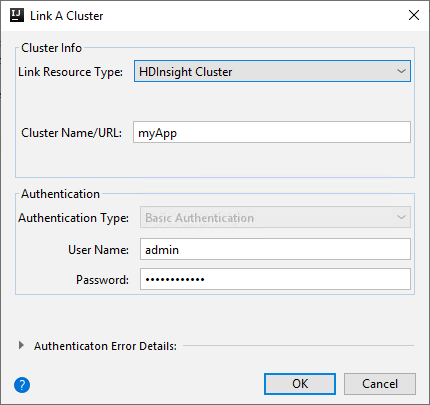 Link A Cluster
Cluster Info
Link Resource Type: HDInsight Cluster
Cluster Name/URL: myApp
Authentication
Authentication Type: Basic Authentication
User Name: admin
Password: ••••••••••••
Authenticaton Error Details:
? OK Cancel